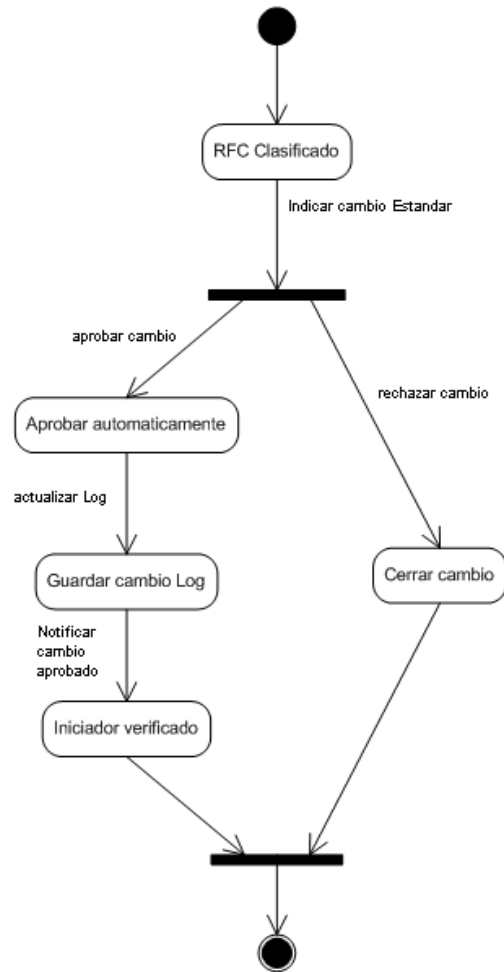 RFC Clasificado
Indicar cambio Estandar
aprobar cambio
rechazar cambio
Aprobar automaticamente
actualizar Log
Guardar cambio Log
Cerrar cambio
Notificar
cambio
aprobado
Iniciador verificado